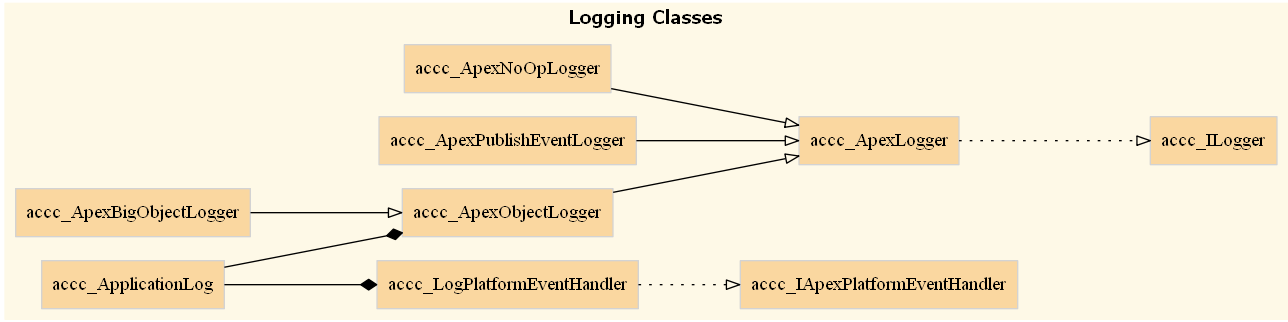 Logging Classes
accc_ApexNoOpLogger
accc_ApexPublishEventLogger
accc_ApexLogger
accc_ILogger
accc_ApexBigObjectLogger
accc_ApexObjectLogger
accc_ApplicationLog
accc_LogPlatformEventHandler
accc_IApexPlatformEventHandler